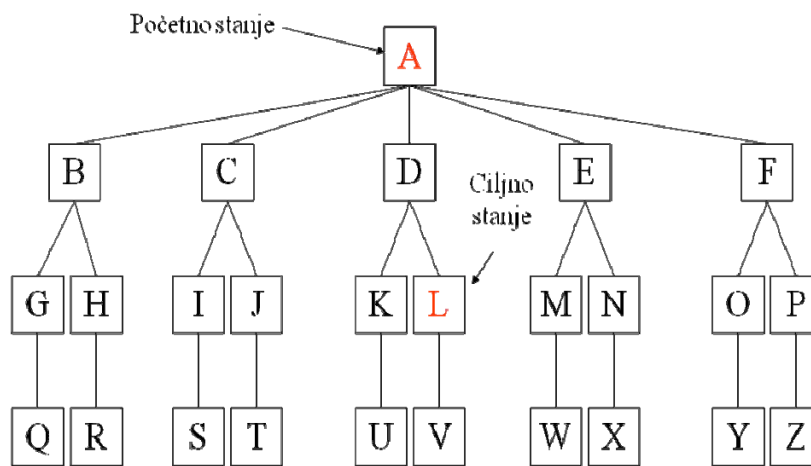 Početno stanje
A
B C D E F
Ciljno
stanje
G H I J K L M N O P
Q R S T U V W X Y Z